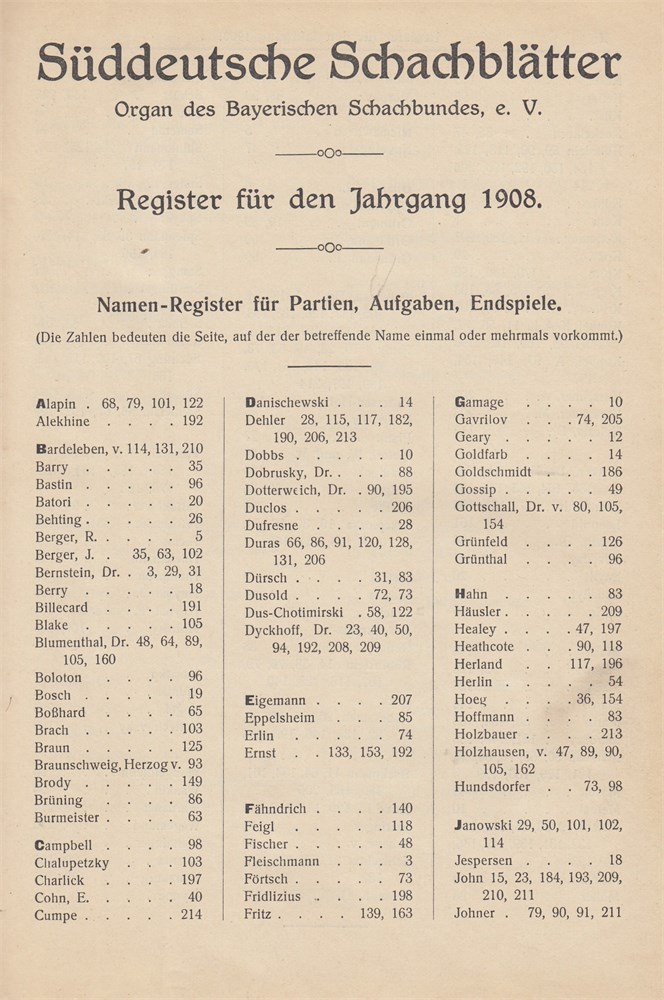 Süddeutsche Schachblätter
Organ des Bayerischen Schachbundes, e. V.
Register für den Jahrgang 1908.
Namen-Register für Partien, Aufgaben, Endspiele.
(Die Zahlen bedeuten die Seite, auf der der betreffende Name einmal oder mehrmals vorkommt.)
Alapin . 68, 79, 101, 122
Alekhine . . . . 192
Bardeleben, v. 114, 131, 210
Barry . . . . . 35
Bastin . . . . . 96
Batori . . . . . 20
Behting . . . . . 26
Berger, R. . . . . 5
Berger, J. . 35, 63, 102
Bernstein, Dr. . 3, 29, 31
Berry . . . . . 18
Billecard . . . . 191
Blake . . . . . 105
Blumenthal, Dr. 48, 64, 89,
105, 160
Boloton . . . . 96
Bosch . . . . . 19
Boßhard . . . . 65
Brach . . . . . 103
Braun . . . . . 125
Braunschweig, Herzog v. 93
Brody . . . . . 149
Brüning . . . . 86
Burmeister . . . . 63
Campbell . . . . 98
Chalupetzky . . . 103
Charlick . . . . 197
Cohn, E. . . . . 40
Cumpe . . . . . 214
Danischewski . . . 14
Dehler 28, 115, 117, 182,
190, 206, 213
Dobbs . . . . . 10
Dobrusky, Dr. . . . 88
Dotterweich, Dr. . 90, 195
Duclos . . . . . 206
Dufresne . . . . 28
Duras 66, 86, 91, 120, 128,
131, 206
Dürsch . . . . 31, 83
Dusold . . . . 72, 73
Dus-Chotimirski . 58, 122
Dyckhoff, Dr. 23, 40, 50,
94, 192, 208, 209
Eigemann . . . . 207
Eppelsheim . . . 85
Erlin . . . . . 74
Ernst . . 133, 153, 192
Fähndrich . . . . 140
Feigl . . . . . 118
Fischer . . . . . 48
Fleischmann . . . 3
Förtsch . . . . . 73
Fridlizius . . . . 198
Fritz . . . . 139, 163
Gamage . . . . 10
Gavrilov . . . 74, 205
Geary . . . . . 12
Goldfarb . . . . 14
Goldschmidt . . . 186
Gossip . . . . . 49
Gottschall, Dr. v. 80, 105,
154
Grünfeld . . . . 126
Grünthal . . . . 96
Hahn . . . . . 83
Häusler . . . . . 209
Healey . . . . 47, 197
Heathcote . . . 90, 118
Herland . . 117, 196
Herlin . . . . . 54
Hoeg . . . . 36, 154
Hoffmann . . . . 83
Holzbauer . . . . 213
Holzhausen, v. 47, 89, 90,
105, 162
Hundsdorfer . . 73, 98
Janowski 29, 50, 101, 102,
114
Jespersen . . . . 18
John 15, 23, 184, 193, 209,
210, 211
Johner . 79, 90, 91, 211